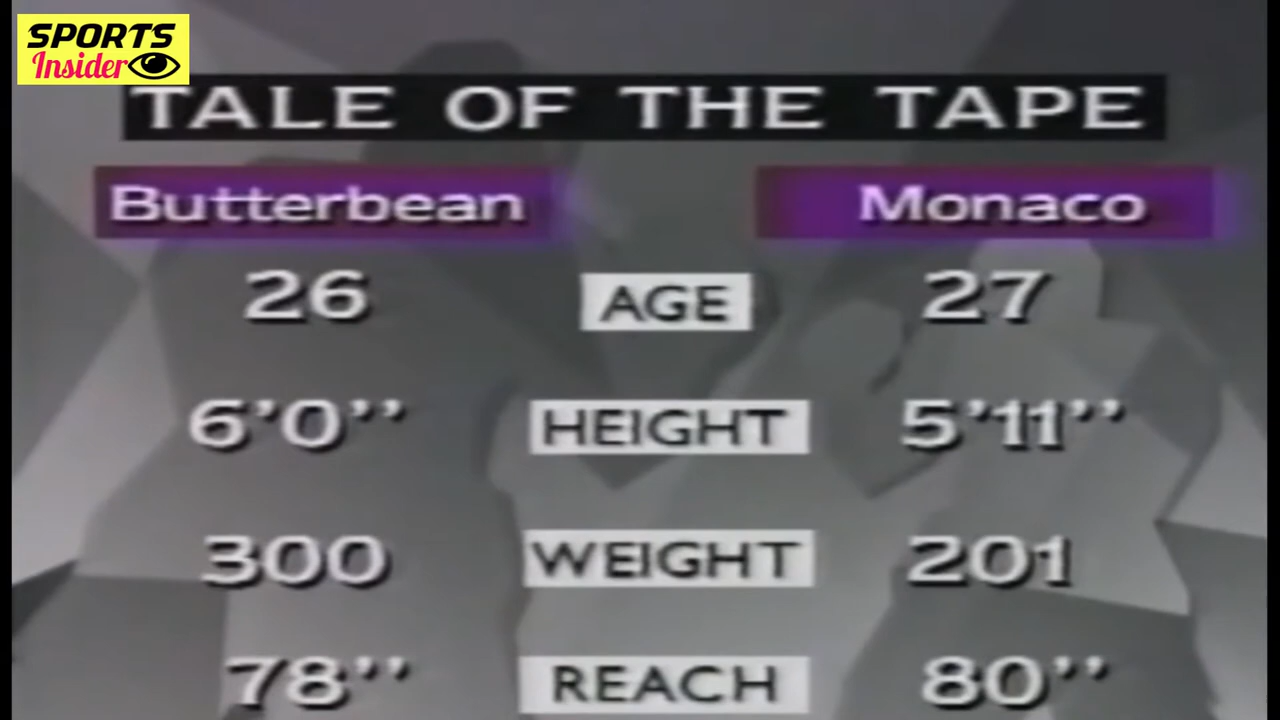 SPORTS
Insider
TALE OF THE TAPE
Butterbean Monaco
26 AGE 27
6'0'' HEIGHT 5'11''
300 WEIGHT 201
78'' REACH 80''